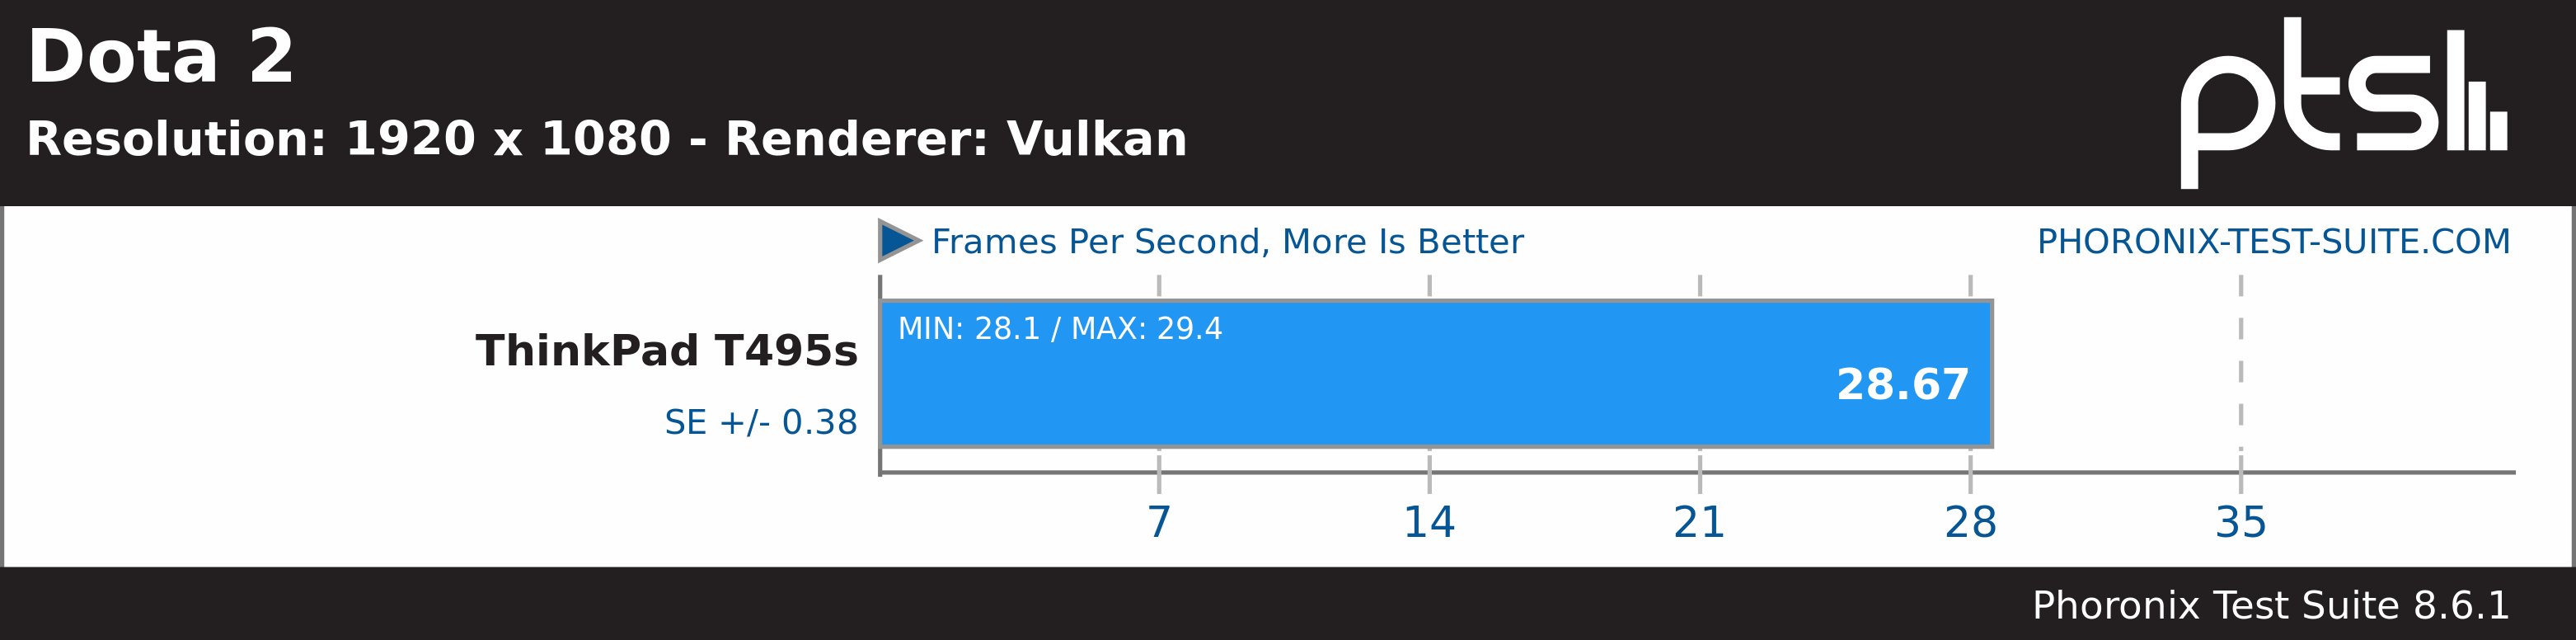 Dota 2
Resolution: 1920 x 1080 - Renderer: Vulkan
ptsl
Frames Per Second, More Is Better
PHORONIX-TEST-SUITE.COM
ThinkPad T495s
SE +/- 0.38
MIN: 28.1 / MAX: 29.4
28.67
7 14 21 28 35
Phoronix Test Suite 8.6.1